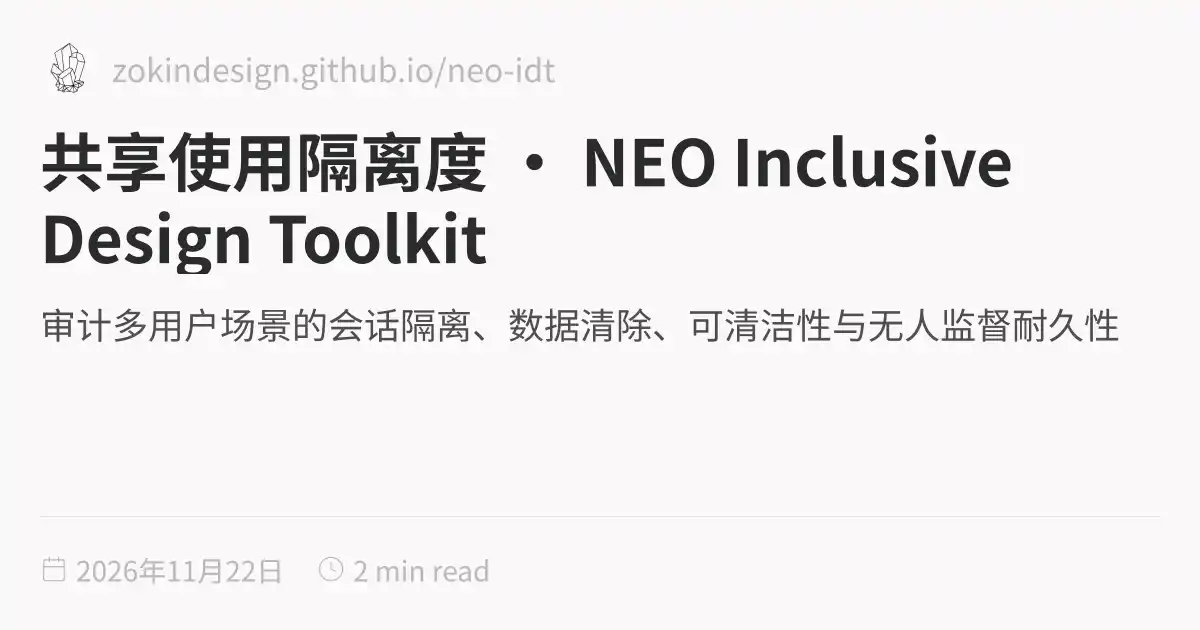 zokindesign.github.io/neo-idt
共享使用隔离度 · NEO Inclusive
Design Toolkit
审计多用户场景的会话隔离、数据清除、可清洁性与无人监督耐久性
2026年11月22日 2 min read